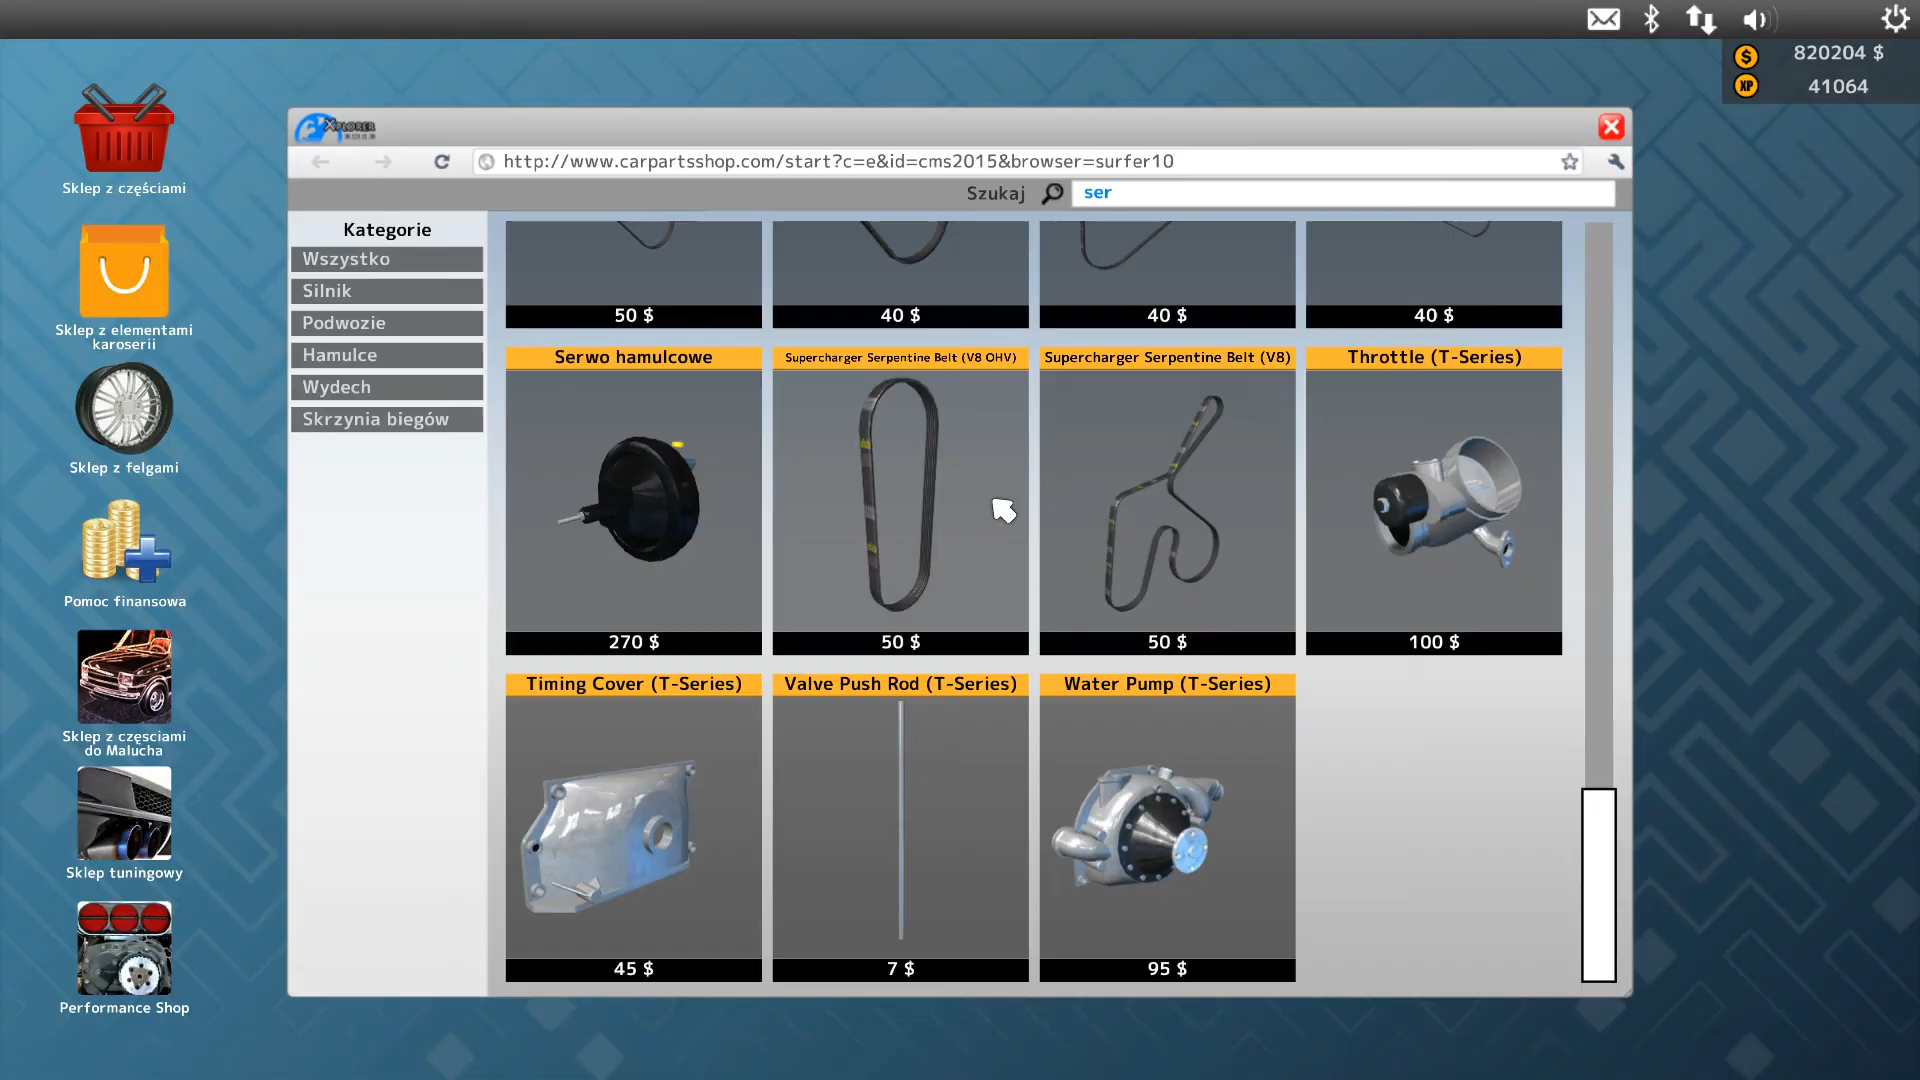 820204 $
XP
41064
XPLORER
http://www.carpartsshop.com/start?c=e&id=cms2015&browser=surfer10
Szukaj
ser
Kategorie
Wszystko
Silnik
Podwozie
Hamulce
Wydech
Skrzynia biegów
Sklep z częściami
Sklep z elementami
karoserii
Sklep z felgami
Pomoc finansowa
Sklep z częsciami
do Malucha
Sklep tuningowy
Performance Shop
50 $
40 $
40 $
40 $
Serwo hamulcowe
Supercharger Serpentine Belt (V8 OHV)
Supercharger Serpentine Belt (V8)
Throttle (T-Series)
270 $
50 $
50 $
100 $
Timing Cover (T-Series)
Valve Push Rod (T-Series)
Water Pump (T-Series)
45 $
7 $
95 $